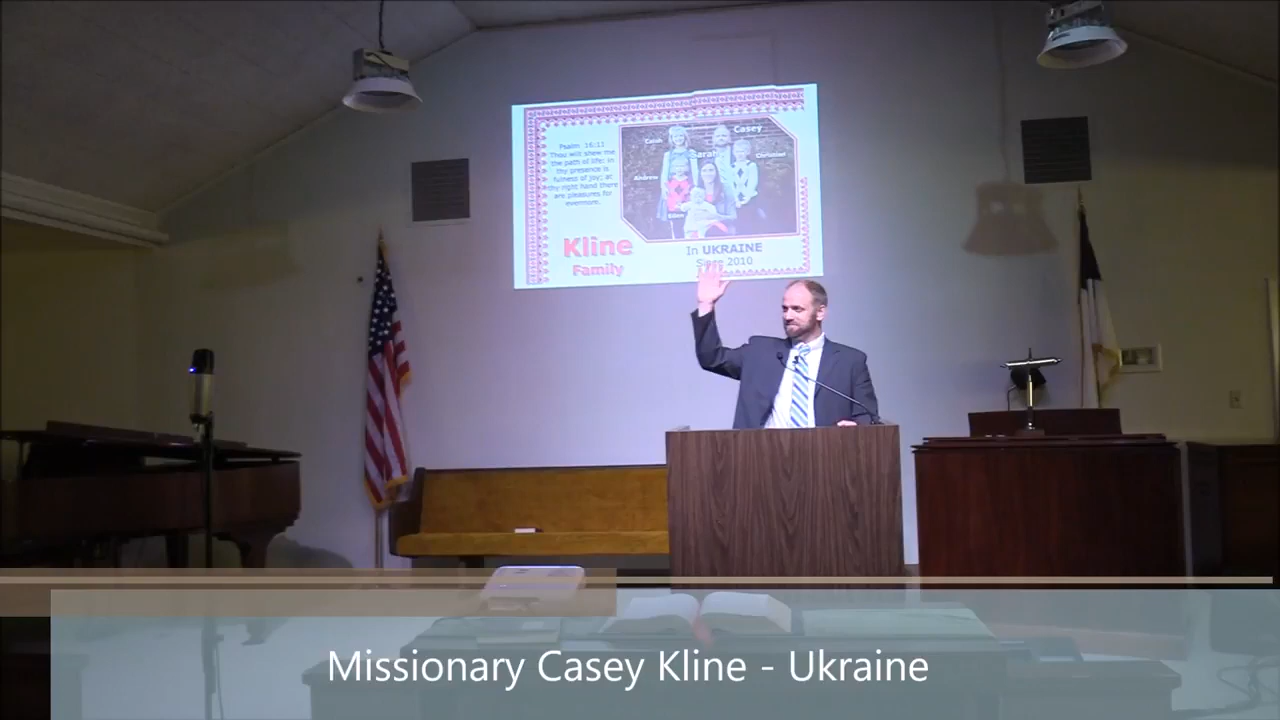 Psalm 16:11
Thou will shew me
the path of life: in
thy presence is
fulness of joy; at
thy right hand there
are pleasures for
evermore.
Casey
Sarah
Christian
Andrew
Kline
Family
In UKRAINE
Since 2010
Missionary Casey Kline - Ukraine